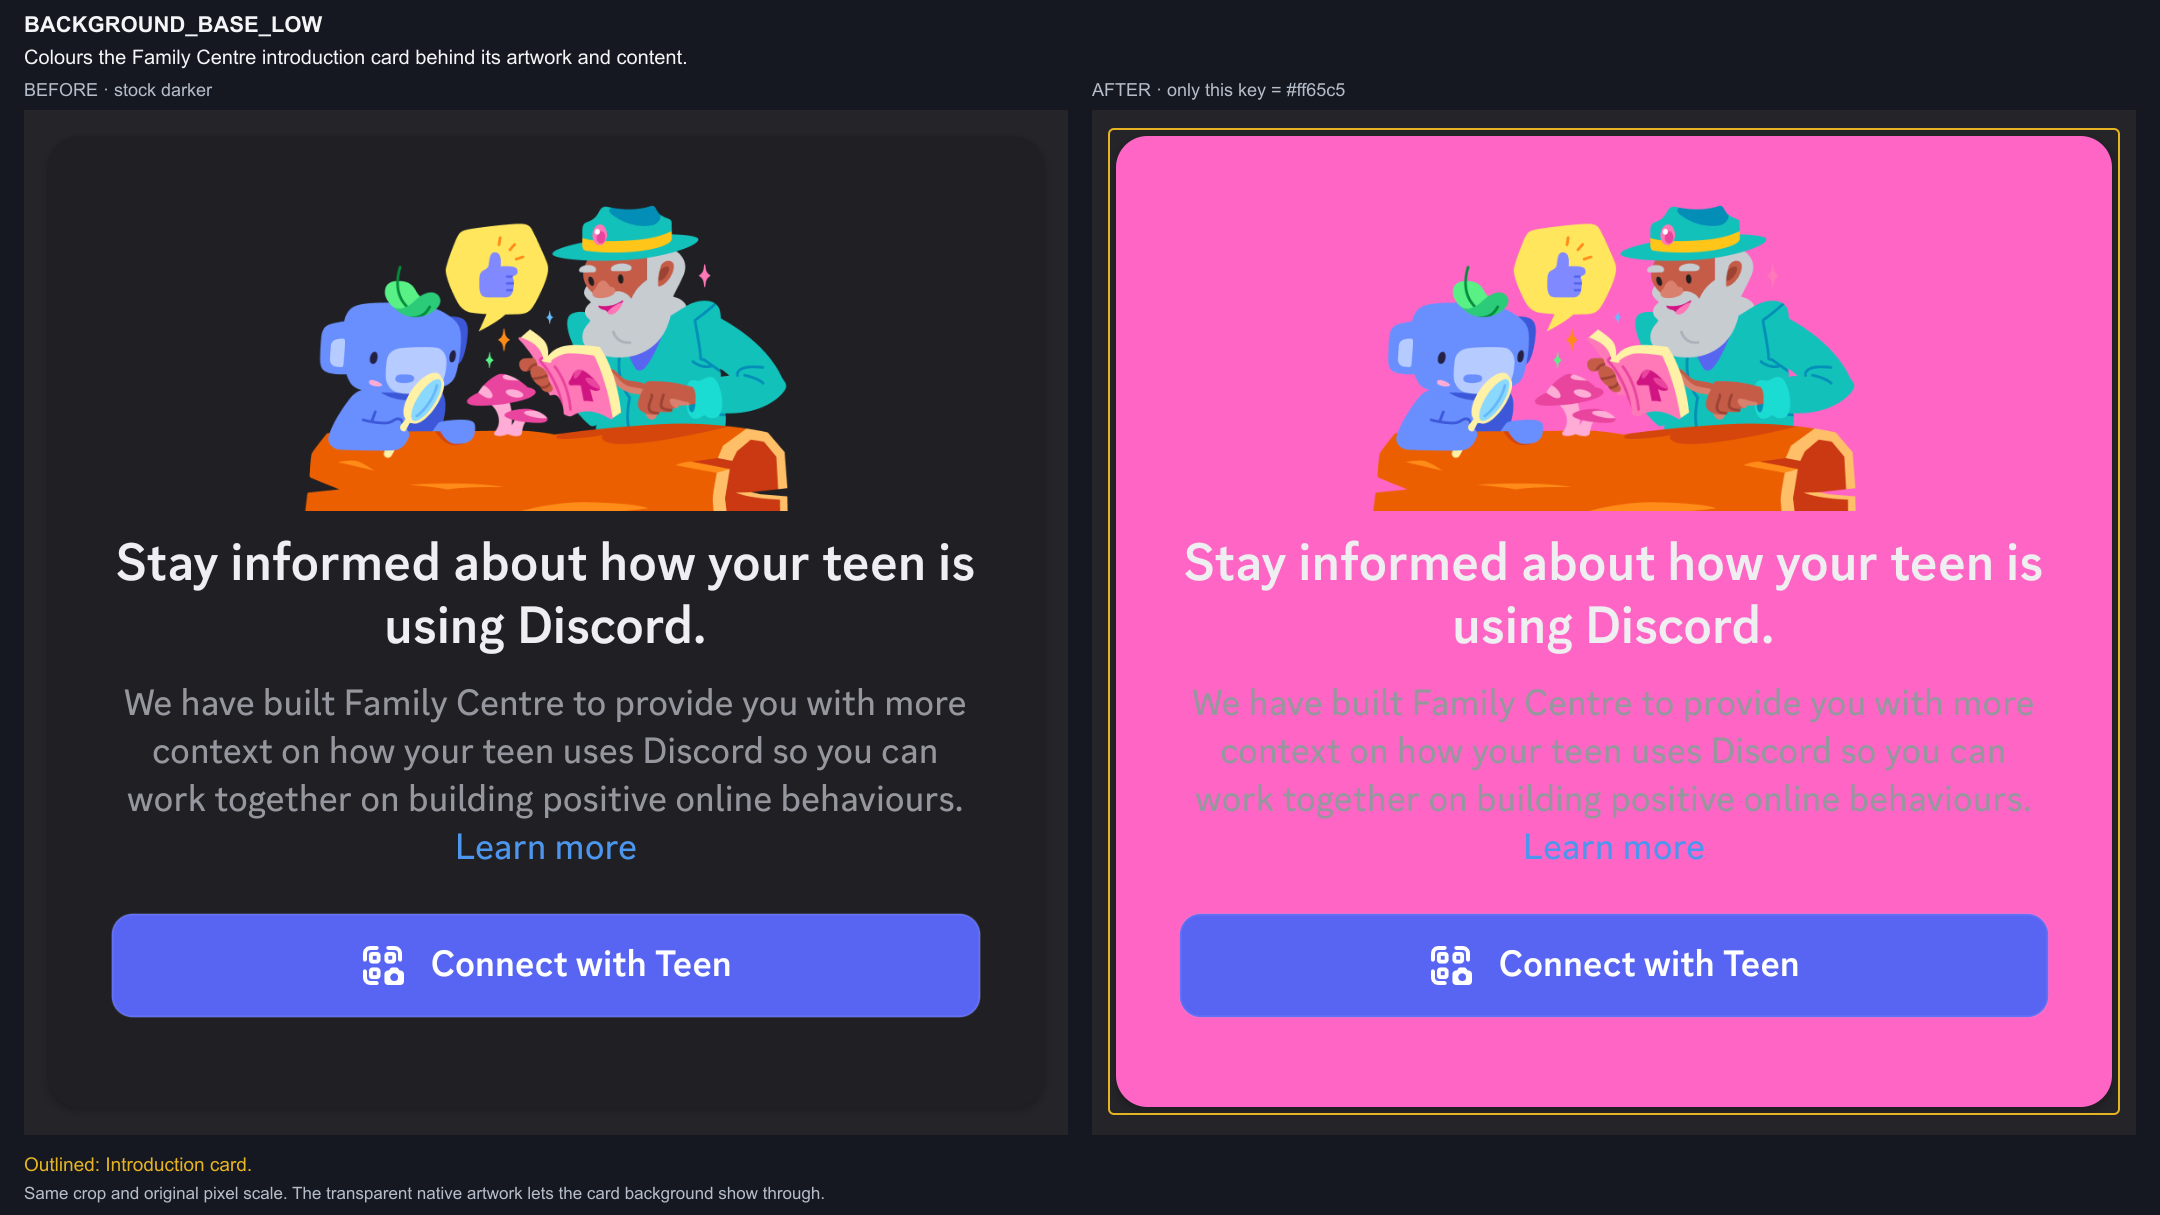 BACKGROUND_BASE_LOW
Colours the Family Centre introduction card behind its artwork and content.
BEFORE · stock darker
Stay informed about how your teen is
using Discord.
We have built Family Centre to provide you with more
context on how your teen uses Discord so you can
work together on building positive online behaviours.
Learn more
Connect with Teen
AFTER · only this key = #ff65c5
Stay informed about how your teen is
using Discord.
We have built Family Centre to provide you with more
context on how your teen uses Discord so you can
work together on building positive online behaviours.
Learn more
Connect with Teen
Outlined: Introduction card.
Same crop and original pixel scale. The transparent native artwork lets the card background show through.